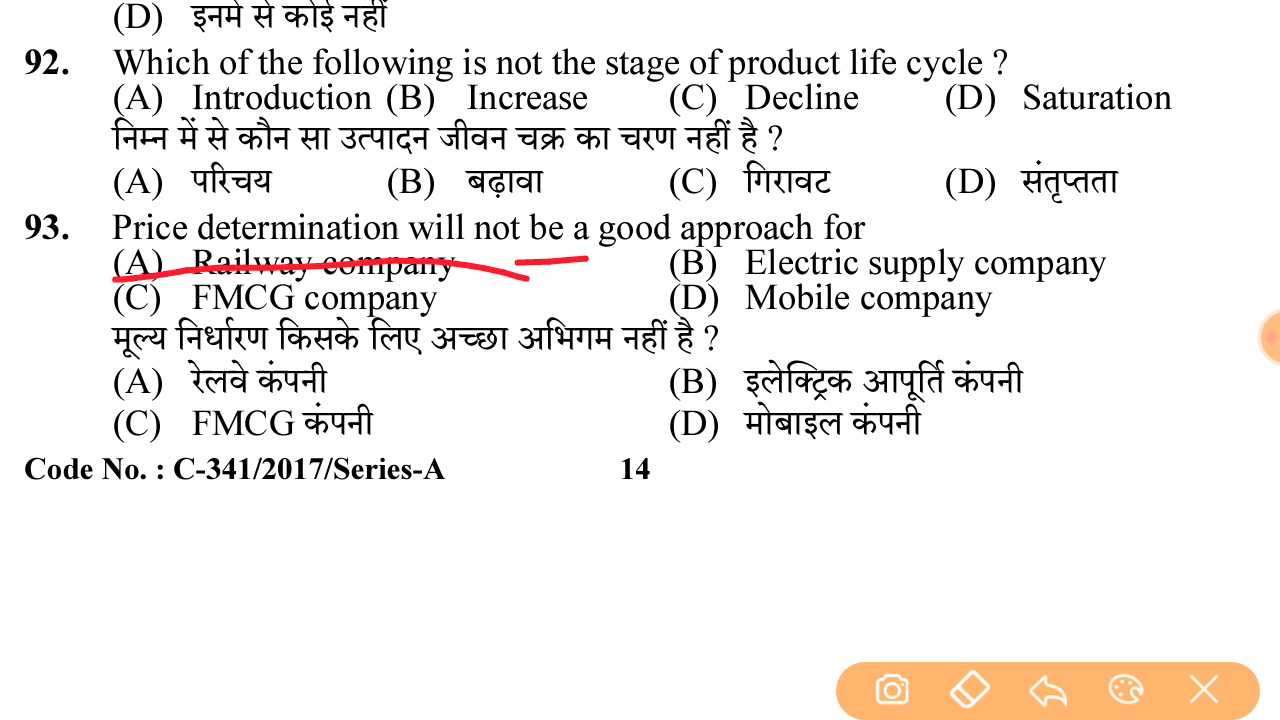 (D) इनमें से कोई नहीं
92. Which of the following is not the stage of product life cycle ?
(A) Introduction (B) Increase (C) Decline (D) Saturation
निम्न में से कौन सा उत्पादन जीवन चक्र का चरण नहीं है ?
(A) परिचय (B) बढ़ावा (C) गिरावट (D) संतृप्तता
93. Price determination will not be a good approach for
(A) Railway company (B) Electric supply company
(C) FMCG company (D) Mobile company
मूल्य निर्धारण किसके लिए अच्छा अभिगम नहीं है ?
(A) रेलवे कंपनी (B) इलेक्ट्रिक आपूर्ति कंपनी
(C) FMCG कंपनी (D) मोबाइल कंपनी
Code No. : C-341/2017/Series-A 14